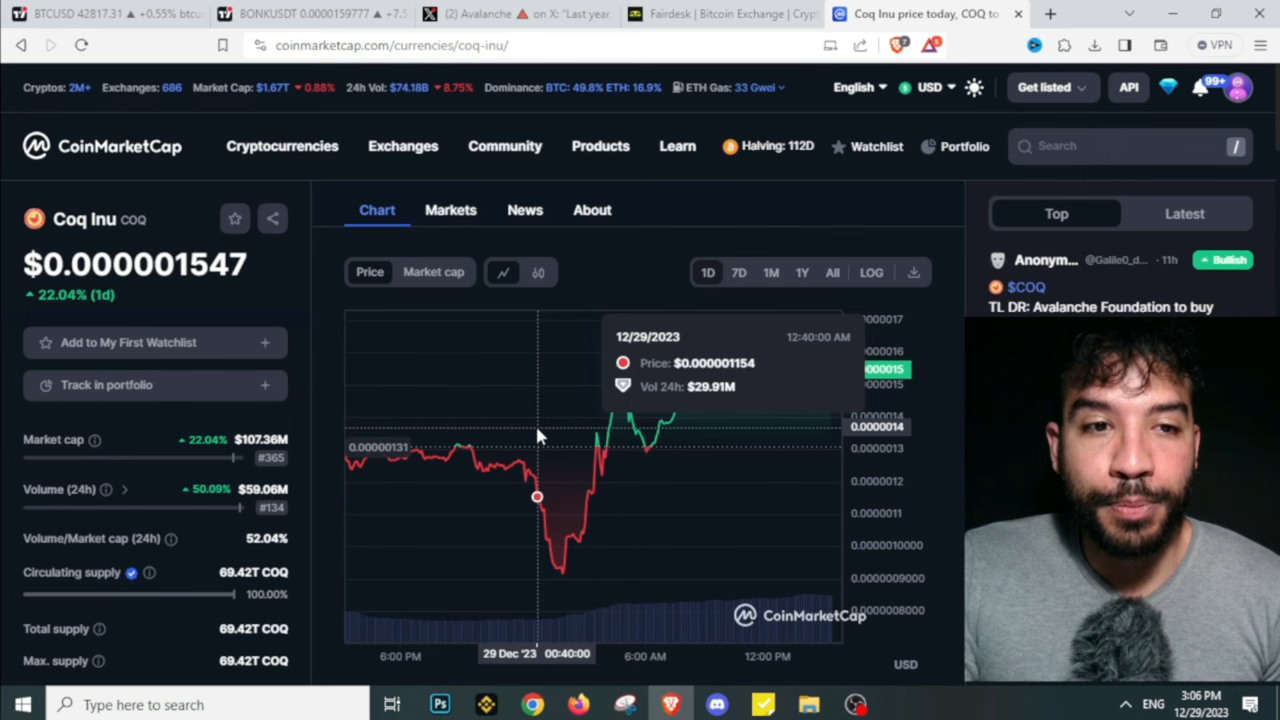 BTCUSD 42817.31 ▲ +0.55% btcu
BONKUSDT 0.0000159777 ▲ +7.5
(2) Avalanche 🔺 on X: "Last year,
Fairdesk | Bitcoin Exchange | Crypt
Coq Inu price today, COQ to
coinmarketcap.com/currencies/coq-inu/
7
VPN
Cryptos: 2M+ Exchanges: 686 Market Cap: $1.67T ▼ 0.88% 24h Vol: $74.18B ▼ 8.75% Dominance: BTC: 49.8% ETH: 16.9% ETH Gas: 33 Gwei
English USD Get listed API 99+
CoinMarketCap
Cryptocurrencies Exchanges Community Products Learn Halving: 112D Watchlist Portfolio Search /
Coq Inu COQ
$0.000001547
22.04% (1d)
Add to My First Watchlist +
Track in portfolio +
Market cap 22.04% $107.36M
#365
Volume (24h) 50.09% $59.06M
#134
Volume/Market cap (24h) 52.04%
Circulating supply 69.42T COQ
100.00%
Total supply 69.42T COQ
Max. supply 69.42T COQ
Chart Markets News About
Price Market cap
1D 7D 1M 1Y All LOG
12/29/2023 12:40:00 AM
Price: $0.000001154
Vol 24h: $29.91M
0.00000131
0000017
0000016
00000015
0000015
0.0000014
0.0000014
0.0000013
0.0000012
0.0000011
0.0000010000
0.0000009000
0.0000008000
CoinMarketCap
6:00 PM
29 Dec '23 00:40:00
6:00 AM
12:00 PM
USD
Top Latest
Anonym... @Galile0_d... · 11h Bullish
$COQ
TL DR: Avalanche Foundation to buy
Type here to search
Ps
ENG
3:06 PM
12/29/2023